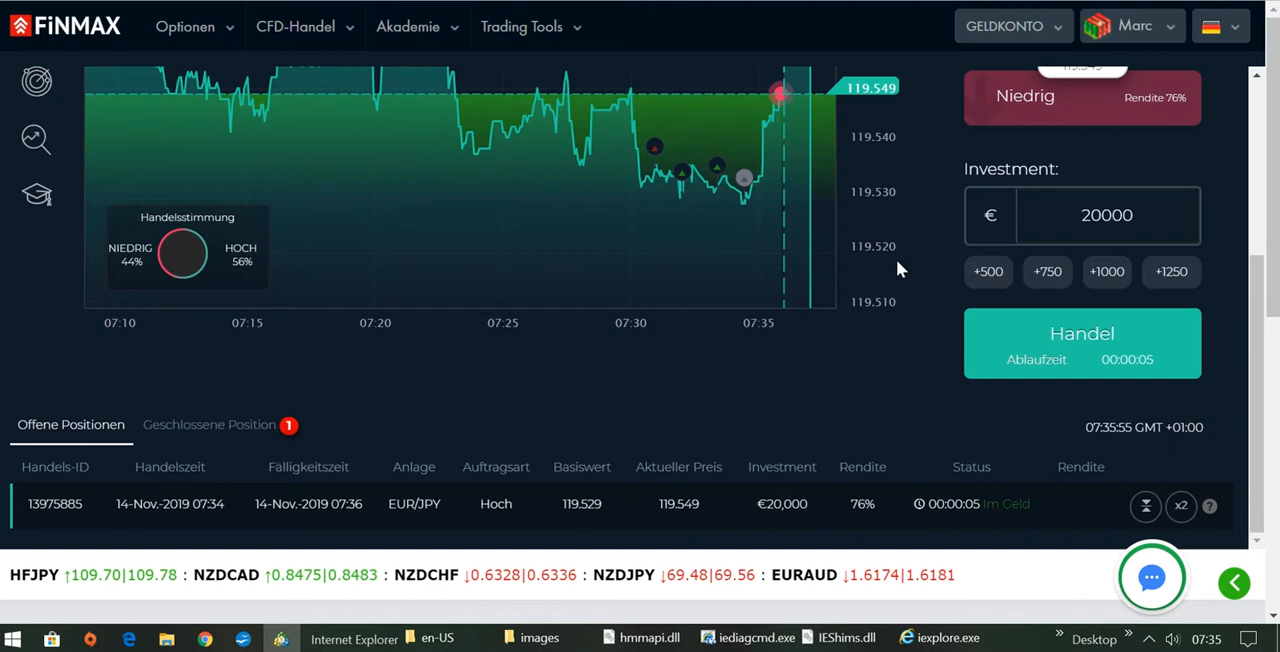 FiNMAX Optionen CFD-Handel Akademie Trading Tools GELDKONTO Marc
119.549
Niedrig Rendite 76%
119.549
119.540
119.530
119.520
119.510
Handelsstimmung
NIEDRIG HOCH
44% 56%
07:10 07:15 07:20 07:25 07:30 07:35
Investment:
€ 20000
+500 +750 +1000 +1250
Handel
Ablaufzeit 00:00:05
Offene Positionen Geschlossene Position 1 07:35:55 GMT +01:00
Handels-ID Handelszeit Fälligkeitszeit Anlage Auftragsart Basiswert Aktueller Preis Investment Rendite Status Rendite
13975885 14-Nov.-2019 07:34 14-Nov.-2019 07:36 EUR/JPY Hoch 119.529 119.549 €20,000 76% 00:00:05 Im Geld x2 ?
HFJPY ↑109.70|109.78 : NZDCAD ↑0.8475|0.8483 : NZDCHF ↓0.6328|0.6336 : NZDJPY ↓69.48|69.56 : EURAUD ↓1.6174|1.6181
Internet Explorer en-US images hmmapi.dll iediagcmd.exe IEShims.dll iexplore.exe » Desktop » 07:35